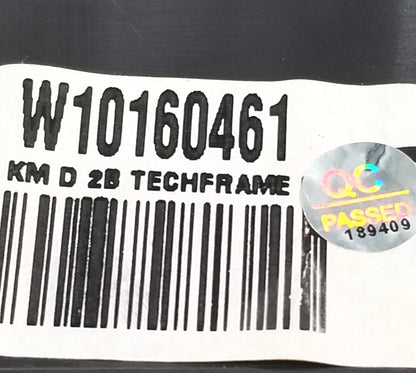 W10160461
KM D 2B TECHFRAME
QC
PASSED
189409